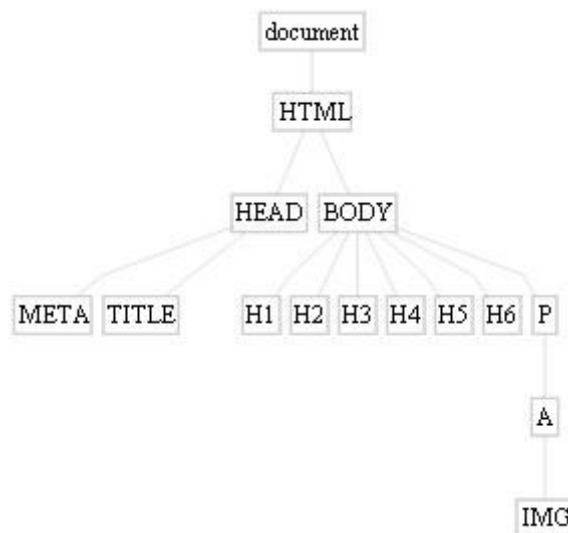 document
HTML
HEAD BODY
META TITLE H1 H2 H3 H4 H5 H6 P
A
IMG